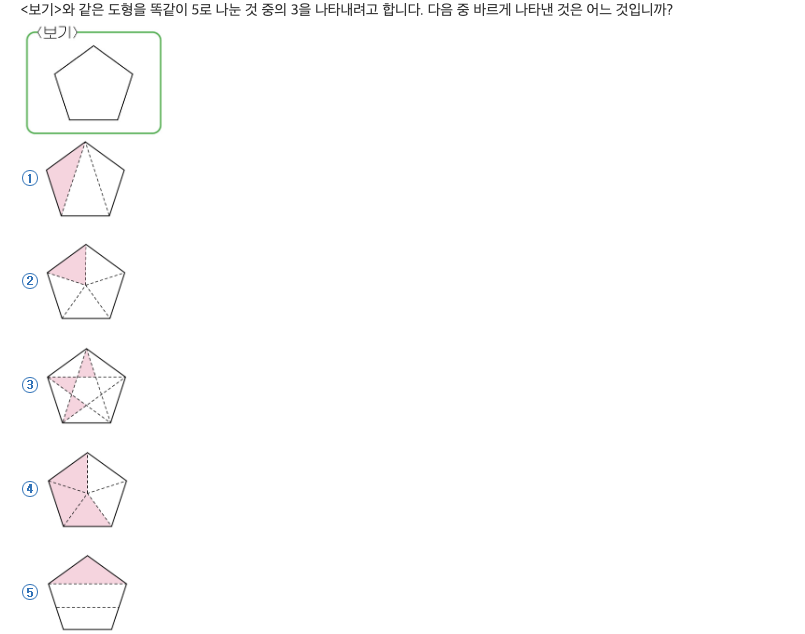 <보기>와 같은 도형을 똑같이 5로 나눈 것 중의 3을 나타내려고 합니다. 다음 중 바르게 나타낸 것은 어느 것입니까?
<보기>
①
②
③
④
⑤